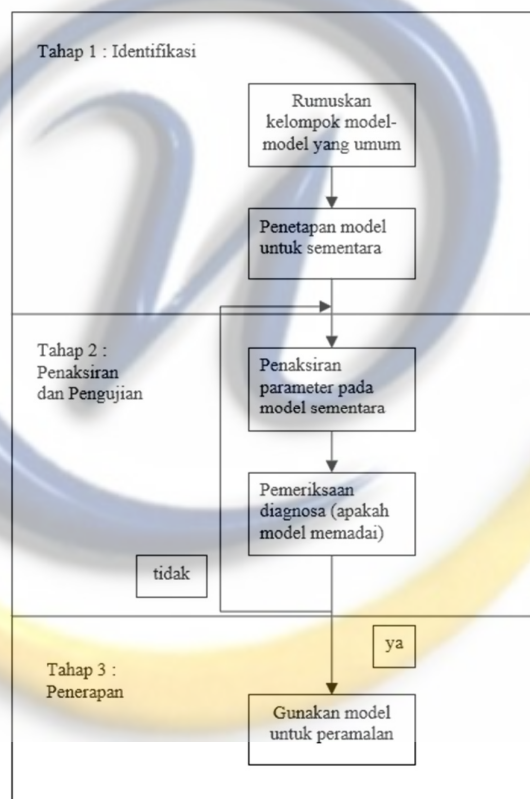 Tahap 1 : Identifikasi
Rumuskan
kelompok model-
model yang umum
Penetapan model
untuk sementara
Tahap 2 :
Penaksiran
dan Pengujian
Penaksiran
parameter pada
model sementara
Pemeriksaan
diagnosa (apakah
model memadai)
tidak
ya
Tahap 3 :
Penerapan
Gunakan model
untuk peramalan